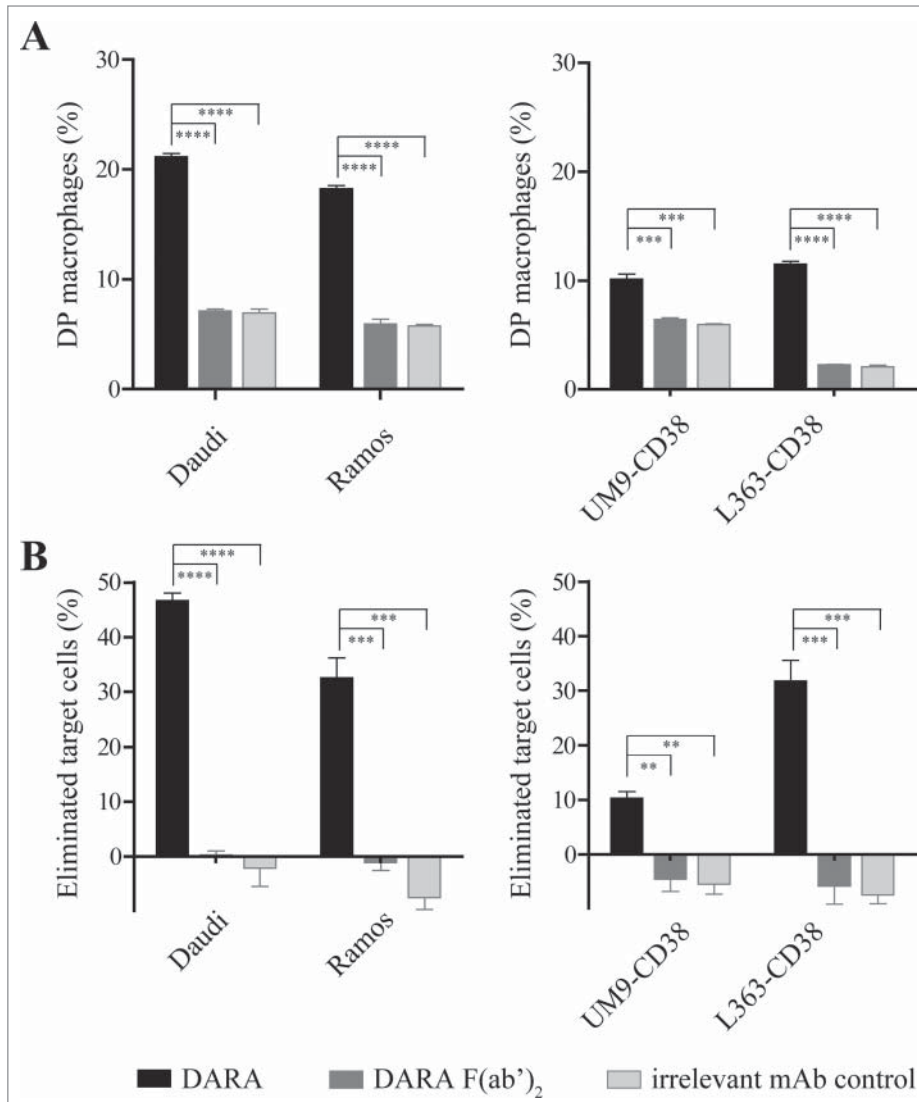 A
DP macrophages (%)
30
20
10
0
****
****
****
****
Daudi
Ramos
DP macrophages (%)
30
20
10
0
***
***
****
****
UM9-CD38
L363-CD38
B
Eliminated target cells (%)
50
40
30
20
10
0
****
****
***
***
Daudi
Ramos
Eliminated target cells (%)
50
40
30
20
10
0
**
**
***
***
UM9-CD38
L363-CD38
DARA
DARA F(ab’)₂
irrelevant mAb control